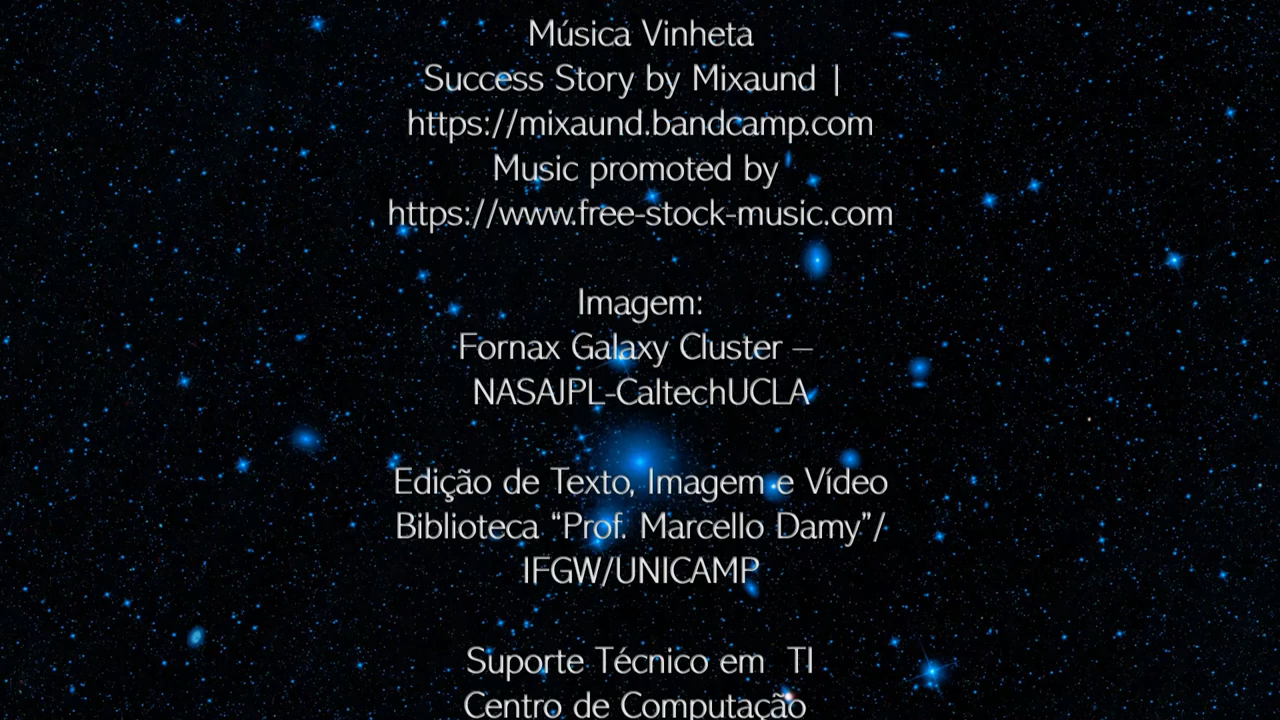 Música Vinheta
Success Story by Mixaund |
https://mixaund.bandcamp.com
Music promoted by
https://www.free-stock-music.com
Imagem:
Fornax Galaxy Cluster –
NASAJPL-CaltechUCLA
Edição de Texto, Imagem e Vídeo
Biblioteca “Prof. Marcello Damy”/
IFGW/UNICAMP
Suporte Técnico em TI
Centro de Computação